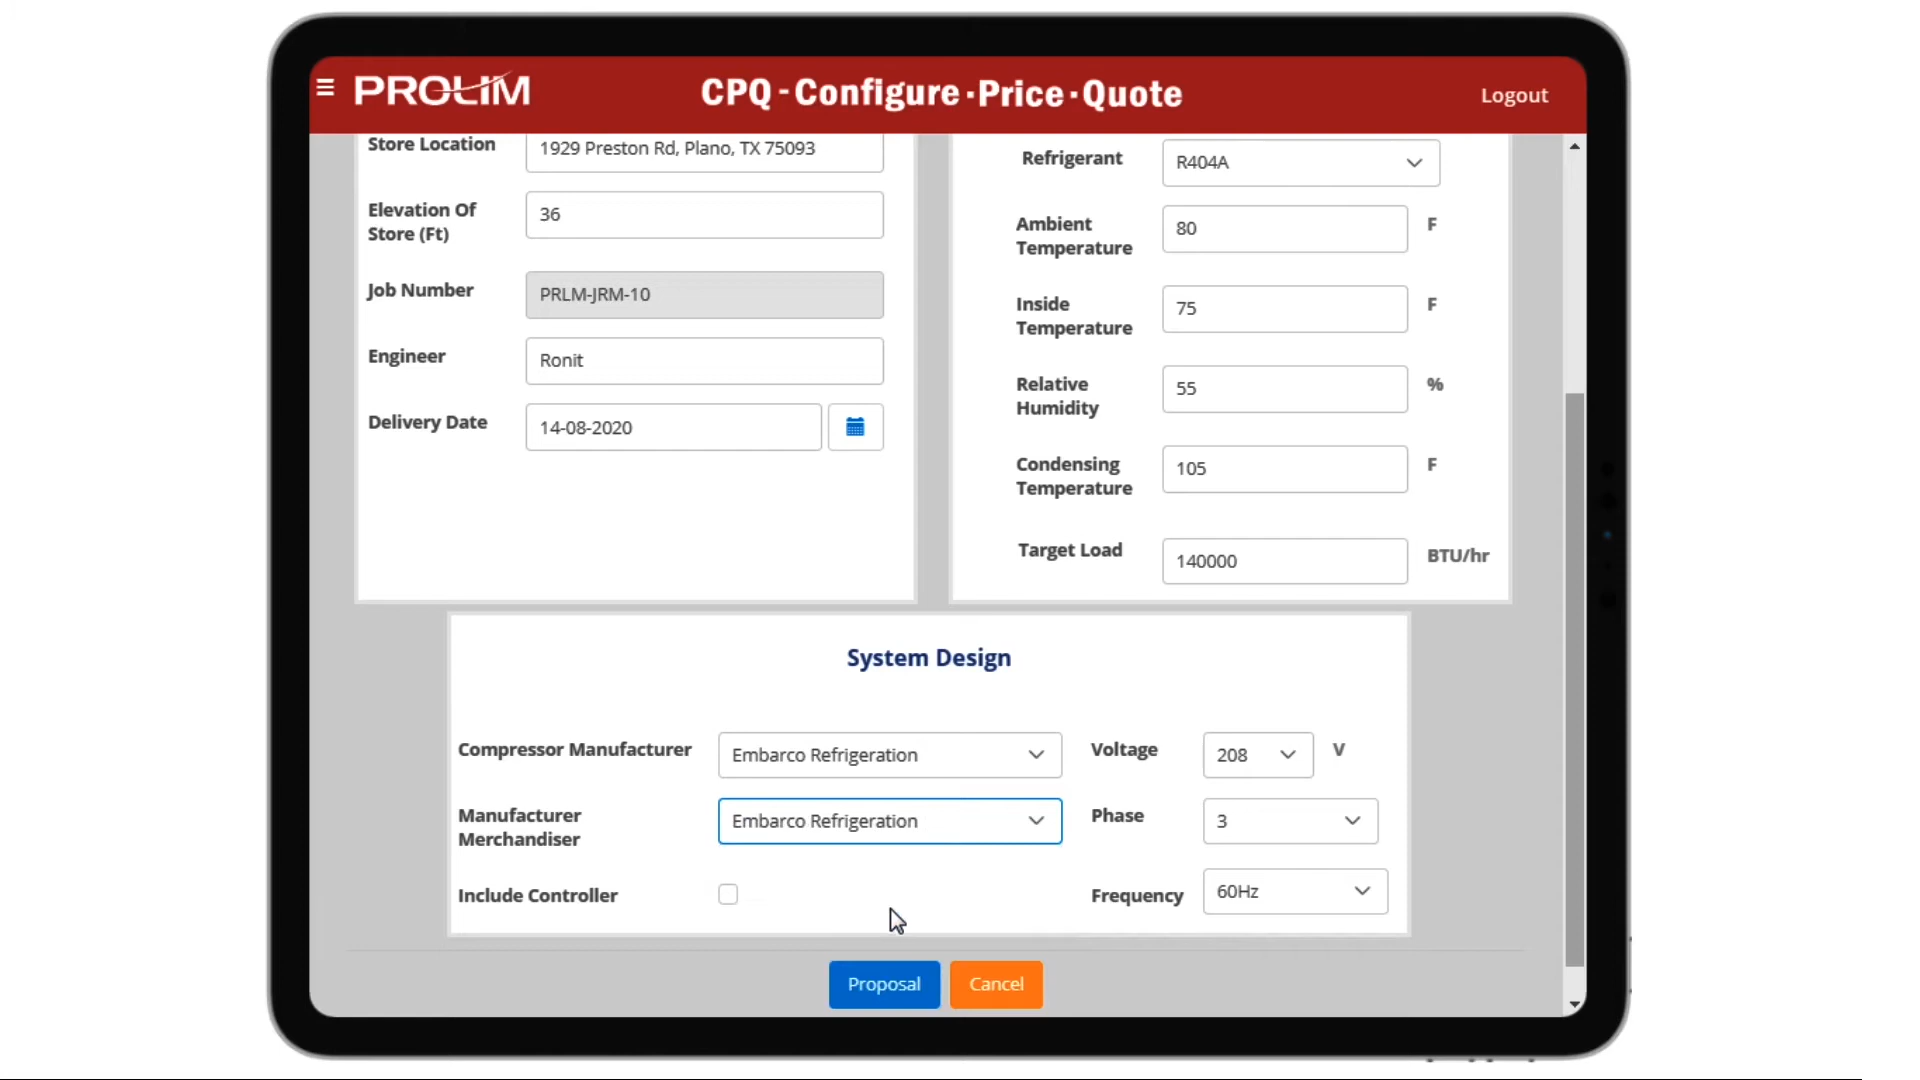 PROLIM
CPQ - Configure · Price · Quote
Logout
Store Location
1929 Preston Rd, Plano, TX 75093
Elevation Of
Store (Ft)
36
Job Number
PRLM-JRM-10
Engineer
Ronit
Delivery Date
14-08-2020
Refrigerant
R404A
Ambient
Temperature
80
F
Inside
Temperature
75
F
Relative
Humidity
55
%
Condensing
Temperature
105
F
Target Load
140000
BTU/hr
System Design
Compressor Manufacturer
Embarco Refrigeration
Voltage
208
V
Manufacturer
Merchandiser
Embarco Refrigeration
Phase
3
Include Controller
Frequency
60Hz
Proposal
Cancel